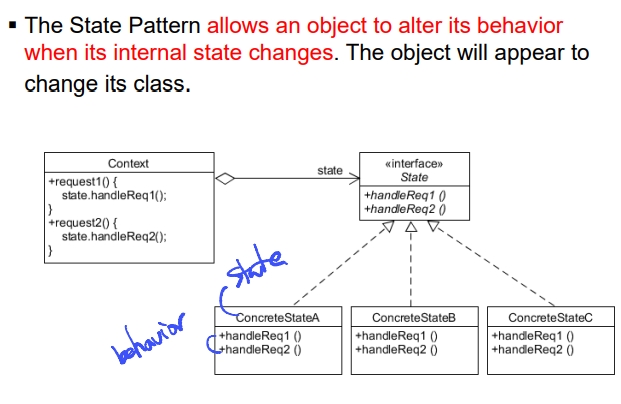 ▪ The State Pattern allows an object to alter its behavior
when its internal state changes. The object will appear to
change its class.
Context
+request1() {
state.handleReq1();
}
+request2() {
state.handleReq2();
}
state
«interface»
State
+handleReq1 ()
+handleReq2 ()
state
behavior
ConcreteStateA
+handleReq1 ()
+handleReq2 ()
ConcreteStateB
+handleReq1 ()
+handleReq2 ()
ConcreteStateC
+handleReq1 ()
+handleReq2 ()